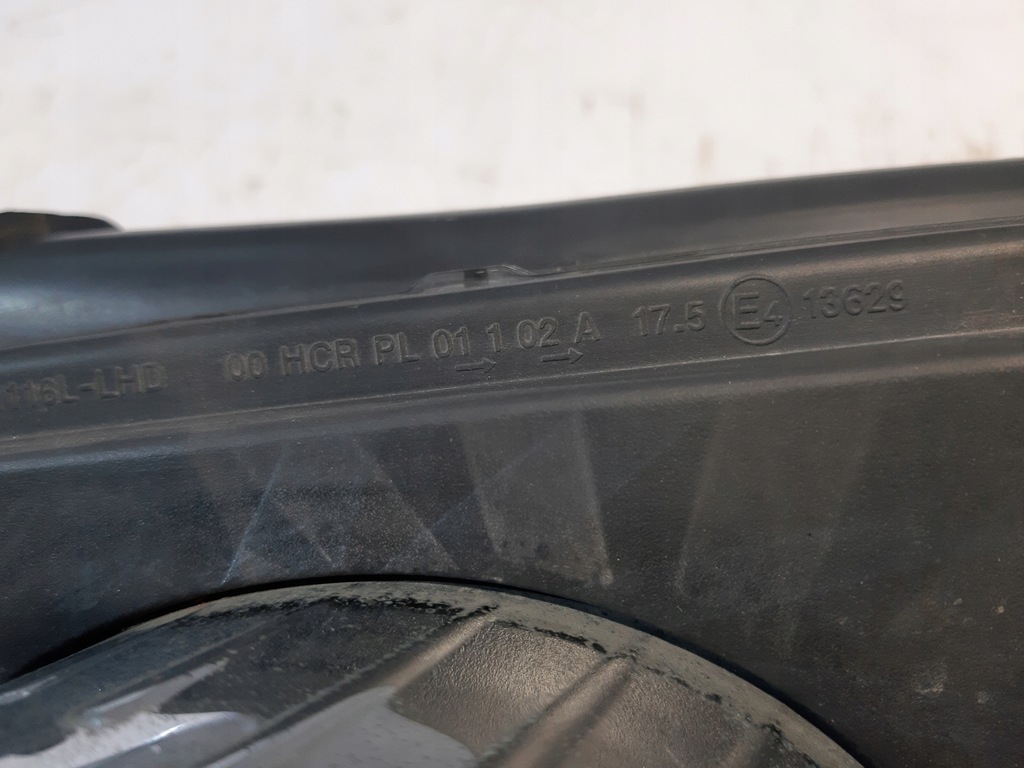 116L-LHD 00 HCR PL 01 1 02 A 17.5 E4 13629
→ →